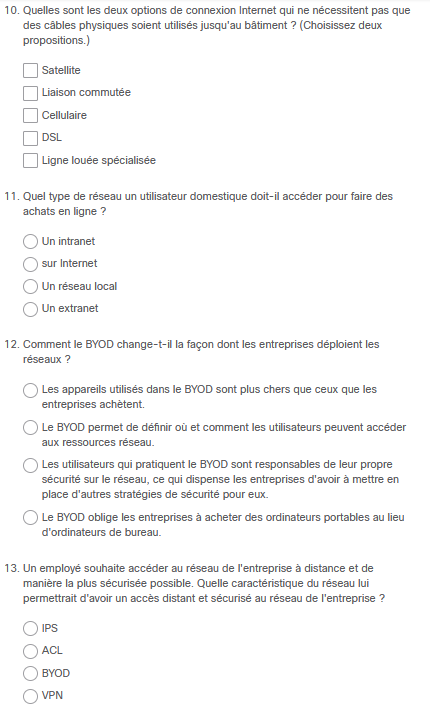 10. Quelles sont les deux options de connexion Internet qui ne nécessitent pas que
des câbles physiques soient utilisés jusqu'au bâtiment ? (Choisissez deux
propositions.)
Satellite
Liaison commutée
Cellulaire
DSL
Ligne louée spécialisée
11. Quel type de réseau un utilisateur domestique doit-il accéder pour faire des
achats en ligne ?
Un intranet
sur Internet
Un réseau local
Un extranet
12. Comment le BYOD change-t-il la façon dont les entreprises déploient les
réseaux ?
Les appareils utilisés dans le BYOD sont plus chers que ceux que les
entreprises achètent.
Le BYOD permet de définir où et comment les utilisateurs peuvent accéder
aux ressources réseau.
Les utilisateurs qui pratiquent le BYOD sont responsables de leur propre
sécurité sur le réseau, ce qui dispense les entreprises d'avoir à mettre en
place d'autres stratégies de sécurité pour eux.
Le BYOD oblige les entreprises à acheter des ordinateurs portables au lieu
d'ordinateurs de bureau.
13. Un employé souhaite accéder au réseau de l'entreprise à distance et de
manière la plus sécurisée possible. Quelle caractéristique du réseau lui
permettrait d'avoir un accès distant et sécurisé au réseau de l'entreprise ?
IPS
ACL
BYOD
VPN